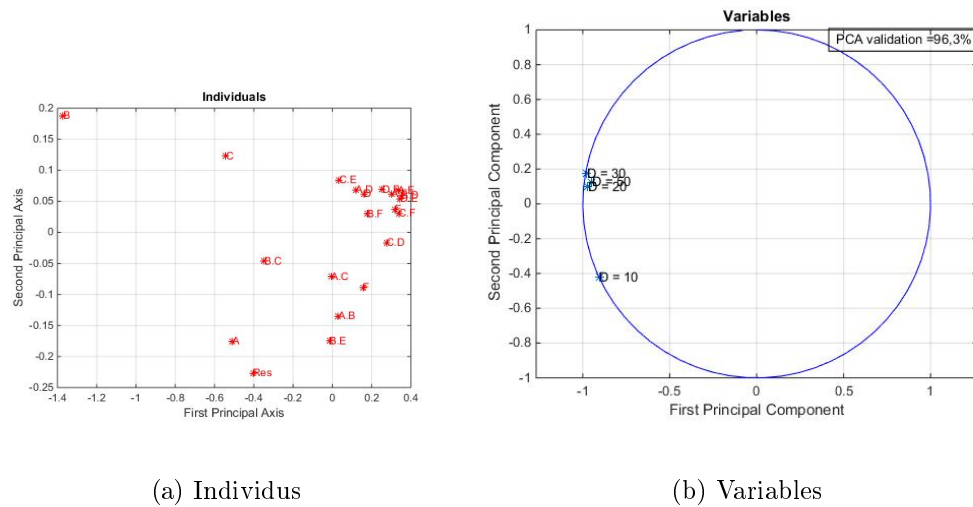 Individuals
0.2
0.15
0.1
0.05
0
-0.05
-0.1
-0.15
-0.2
-0.25
Second Principal Axis
B
C
C.E
A.D
B.F
C.F
C.D
B.C
A.C
F
A.B
A
B.E
Res
-1.4 -1.2 -1 -0.8 -0.6 -0.4 -0.2 0 0.2 0.4
First Principal Axis
Variables
PCA validation =96,3%
1
0.8
0.6
0.4
0.2
0
-0.2
-0.4
-0.6
-0.8
-1
Second Principal Component
D = 30
D = 20
D = 10
-1 -0.5 0 0.5 1
First Principal Component
(a) Individus
(b) Variables